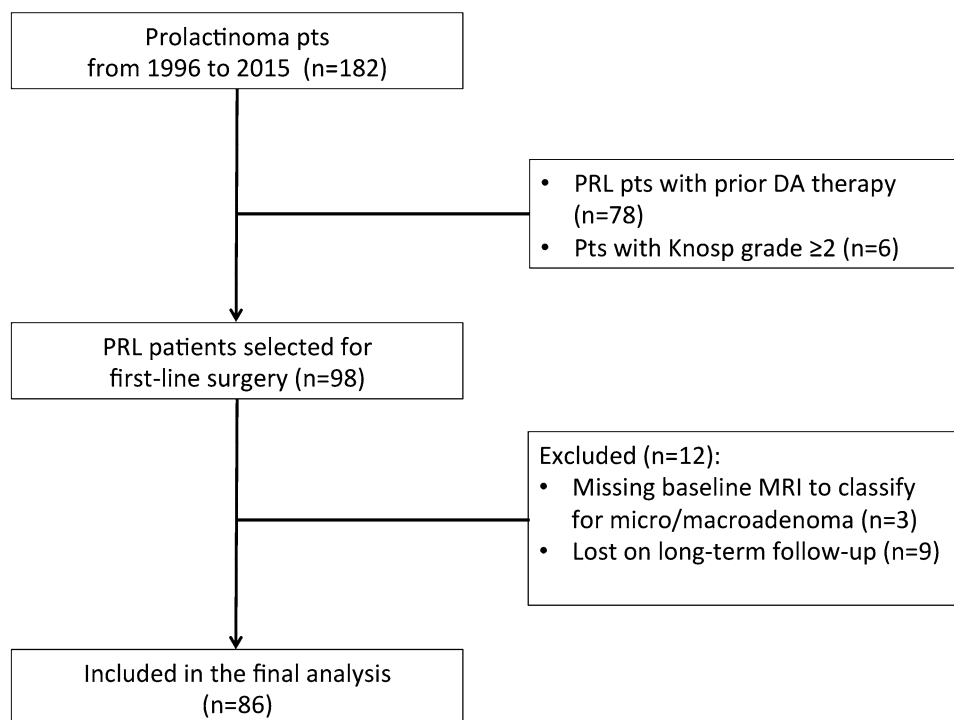 Prolactinoma pts
from 1996 to 2015 (n=182)
• PRL pts with prior DA therapy
(n=78)
• Pts with Knosp grade ≥2 (n=6)
PRL patients selected for
first-line surgery (n=98)
Excluded (n=12):
• Missing baseline MRI to classify
for micro/macroadenoma (n=3)
• Lost on long-term follow-up (n=9)
Included in the final analysis
(n=86)